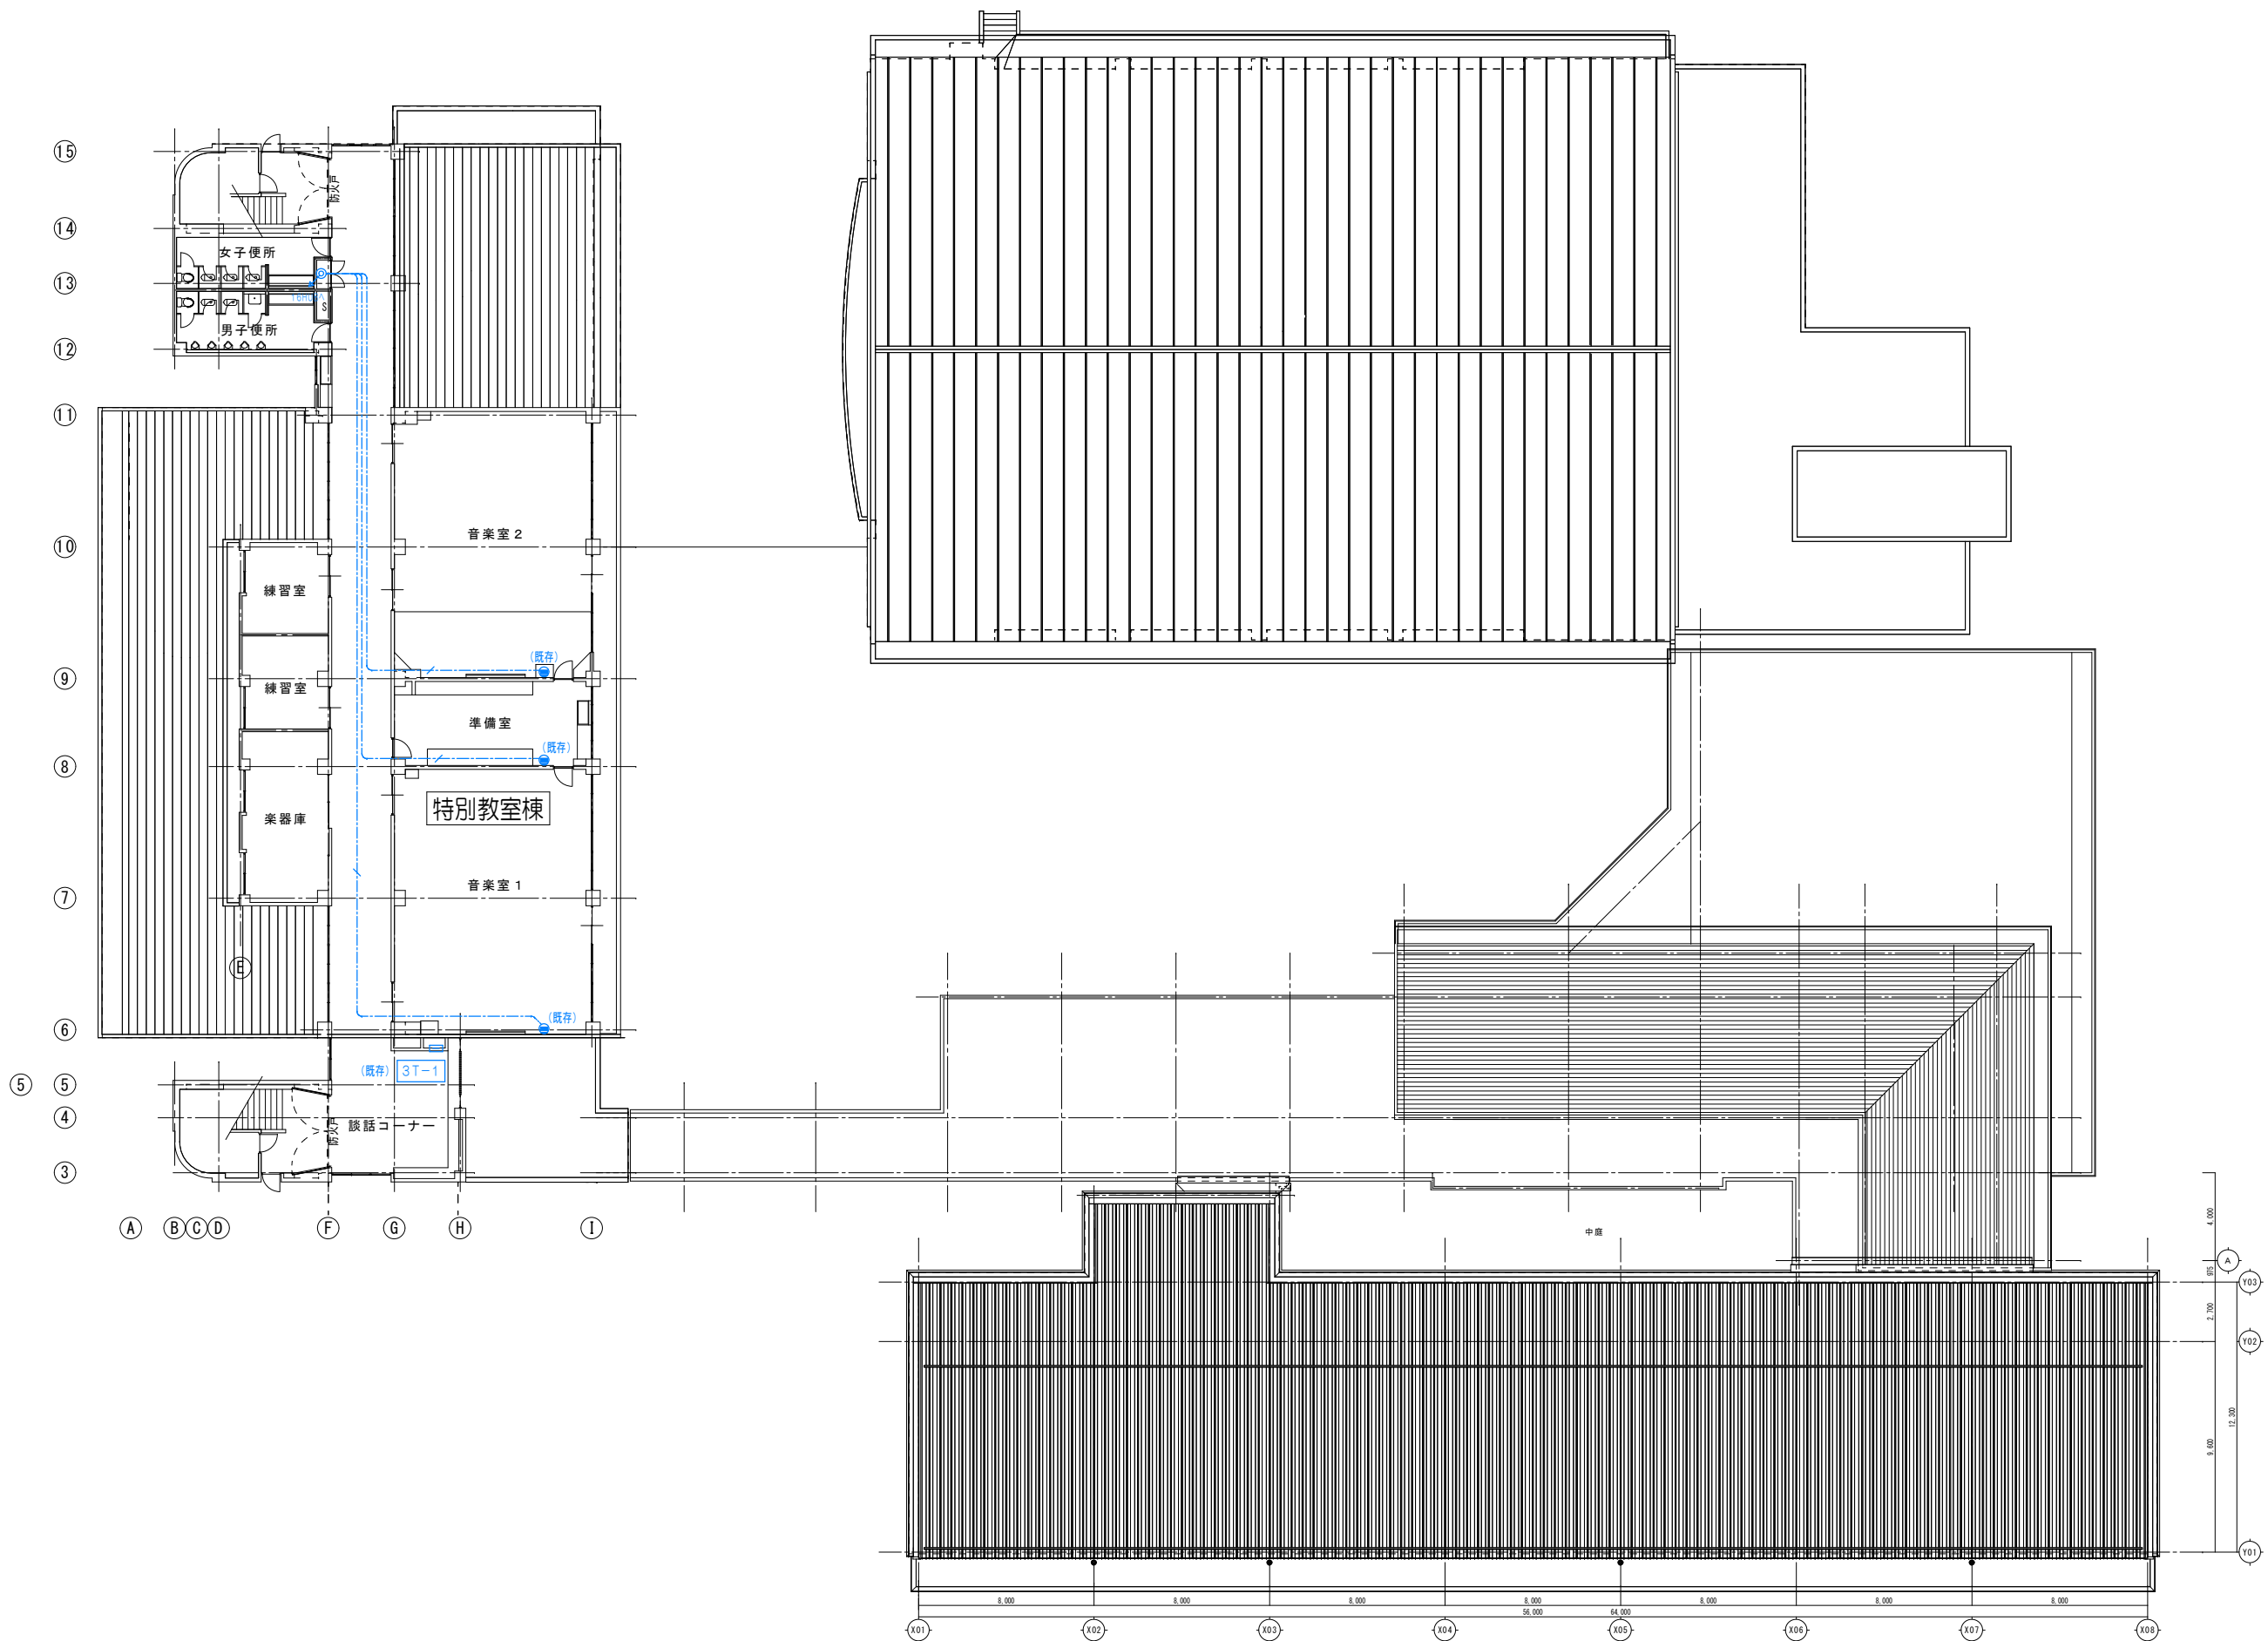 15
防火戸
14
女子便所
13
S
男子便所
12
11
音楽室２
10
練習室
(既存)
9
練習室
準備室
(既存)
8
特別教室棟
楽器庫
音楽室１
7
E
(既存)
6
(既存) 3T-1
5 5
4
談話コーナー
防火戸
3
A B C D F G H I
中庭
4,000
A
975
Y03
2,700
Y02
12,300
9,600
Y01
8,000 8,000 8,000 8,000 8,000 8,000 8,000
56,000 64,000
X01 X02 X03 X04 X05 X06 X07 X08